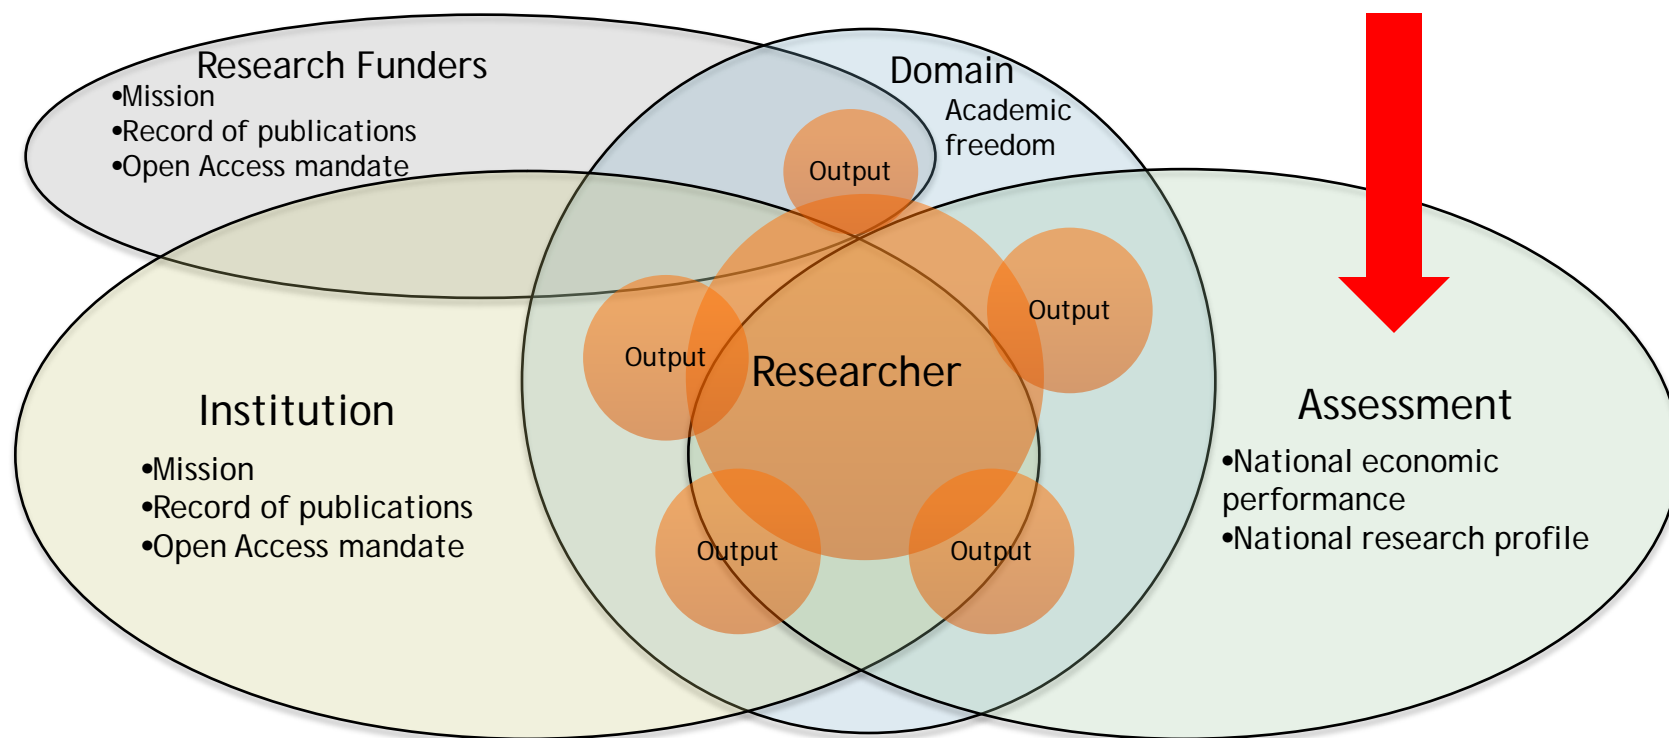 Research Funders
•Mission
•Record of publications
•Open Access mandate
Domain
Academic
freedom
Output
Output
Output
Researcher
Institution
•Mission
•Record of publications
•Open Access mandate
Assessment
•National economic
performance
•National research profile
Output
Output